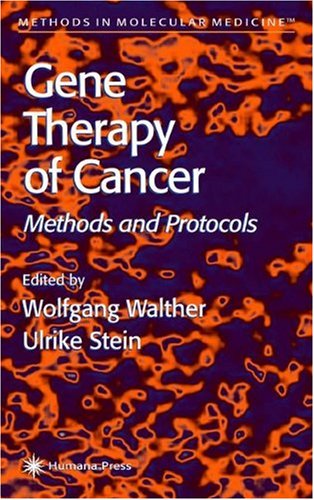 METHODS IN MOLECULAR MEDICINE™
Gene
Therapy
of Cancer
Methods and Protocols
Edited by
Wolfgang Walther
Ulrike Stein
Humana Press